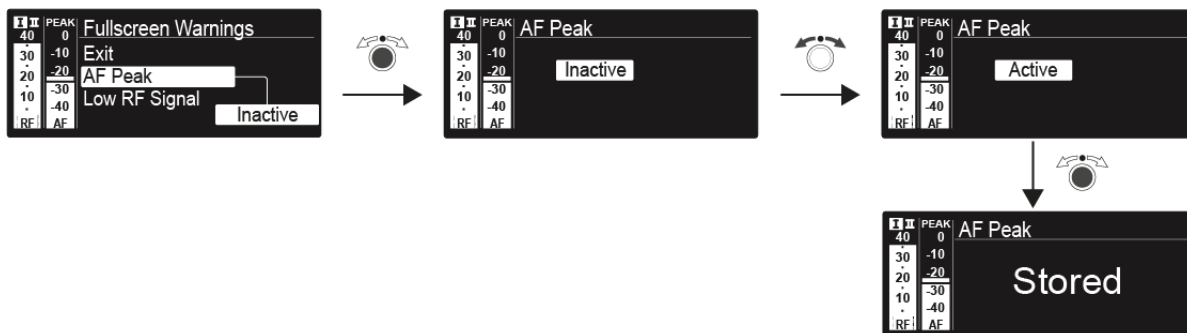 I II PEAK Fullscreen Warnings
40 0
30 -10 Exit
20 -20 AF Peak
10 -30 Low RF Signal
-40 Inactive
RF AF
I II PEAK AF Peak
40 0
30 -10
20 -20 Inactive
10 -30
-40
RF AF
I II PEAK AF Peak
40 0
30 -10
20 -20 Active
10 -30
-40
RF AF
I II PEAK AF Peak
40 0
30 -10
20 -20 Stored
10 -30
-40
RF AF